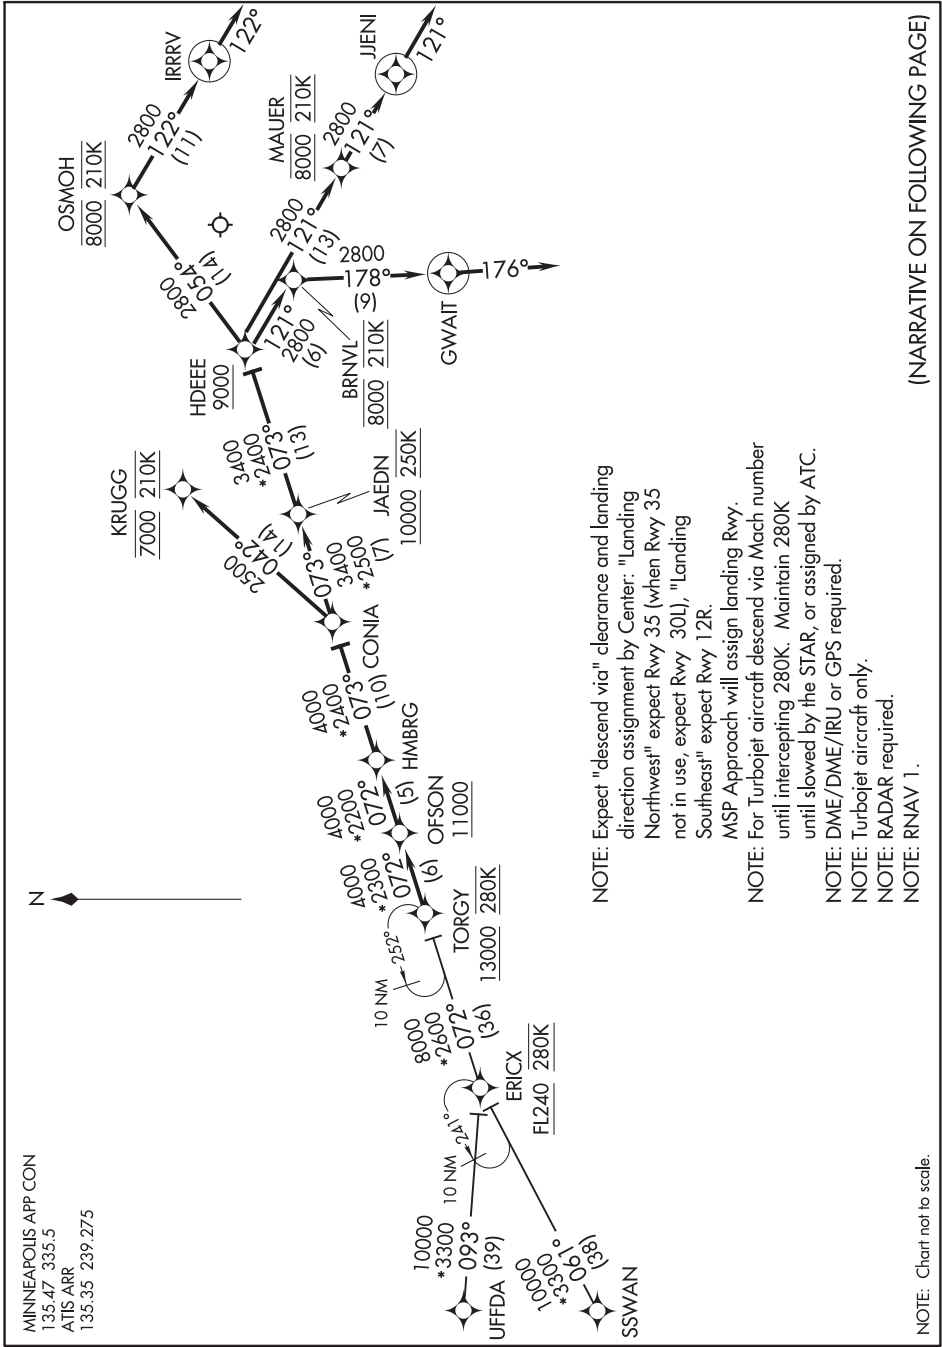 MINNEAPOLIS APP CON
135.47 335.5
ATIS ARR
135.35 239.275
N
UFFDA
10000
*3300
093°
(39)
SSWAN
10000
*3300
061°
(38)
10 NM
241°
ERICX
FL240 280K
8000
*2600
072°
(36)
10 NM
252°
TORGY
13000 280K
4000
*2300
072°
(6)
OFSON
11000
4000
*2200
072°
(5)
HMBRG
4000
*2400
073°
(10)
CONIA
2500
042°
(14)
KRUGG
7000 210K
073°
3400
*2500
(7)
JAEDN
10000 250K
3400
*2400
073°
(13)
HDEEE
9000
2800
054°
(14)
OSMOH
8000 210K
2800
122°
(11)
IRRRV
122°
121°
2800
(6)
BRNVL
8000 210K
2800
178°
(9)
GWAIT
176°
2800
121°
(13)
MAUER
8000 210K
2800
121°
(7)
JJENI
121°
NOTE: Expect "descend via" clearance and landing
direction assignment by Center: "Landing
Northwest" expect Rwy 35 (when Rwy 35
not in use, expect Rwy 30L), "Landing
Southeast" expect Rwy 12R.
MSP Approach will assign landing Rwy.
NOTE: For Turbojet aircraft descend via Mach number
until intercepting 280K. Maintain 280K
until slowed by the STAR, or assigned by ATC.
NOTE: DME/DME/IRU or GPS required.
NOTE: Turbojet aircraft only.
NOTE: RADAR required.
NOTE: RNAV 1.
NOTE: Chart not to scale.
(NARRATIVE ON FOLLOWING PAGE)